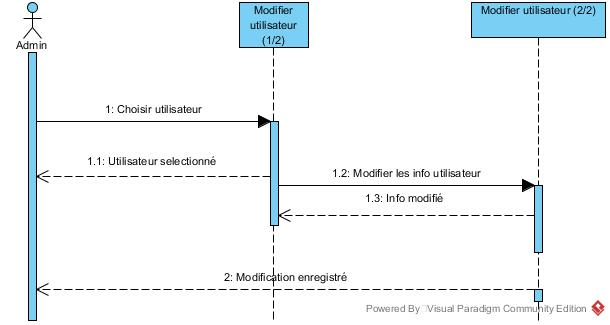 Modifier
utilisateur
(1/2)
Modifier utilisateur (2/2)
Admin
1: Choisir utilisateur
1.1: Utilisateur selectionné
1.2: Modifier les info utilisateur
1.3: Info modifié
2: Modification enregistré
Powered By Visual Paradigm Community Edition